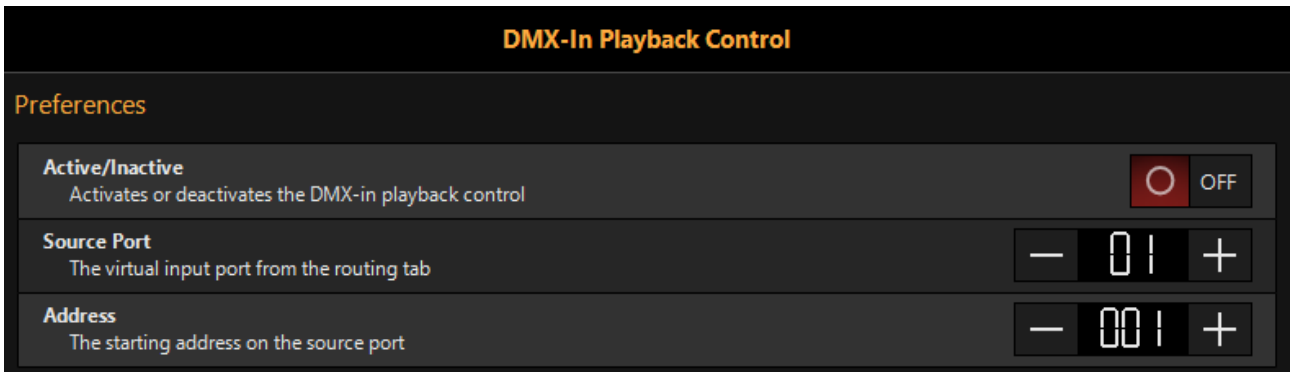 DMX-In Playback Control
Preferences
Active/Inactive
Activates or deactivates the DMX-in playback control
OFF
Source Port
The virtual input port from the routing tab
— 01 +
Address
The starting address on the source port
— 001 +